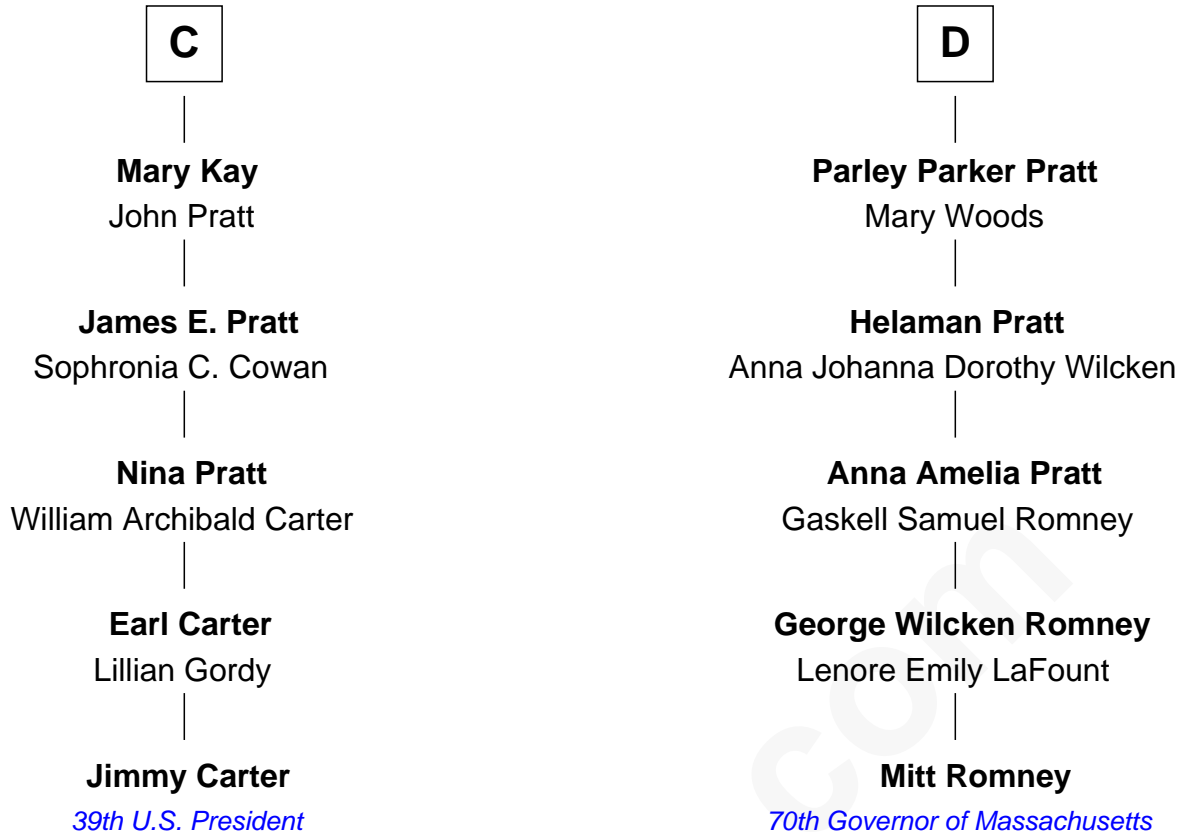 C
Mary Kay
John Pratt
James E. Pratt
Sophronia C. Cowan
Nina Pratt
William Archibald Carter
Earl Carter
Lillian Gordy
Jimmy Carter
39th U.S. President
D
Parley Parker Pratt
Mary Woods
Helaman Pratt
Anna Johanna Dorothy Wilcken
Anna Amelia Pratt
Gaskell Samuel Romney
George Wilcken Romney
Lenore Emily LaFount
Mitt Romney
70th Governor of Massachusetts
com